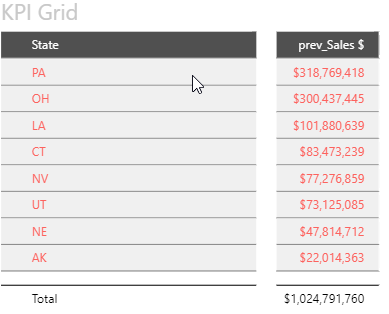 KPI Grid
State prev_Sales $
PA $318,769,418
OH $300,437,445
LA $101,880,639
CT $83,473,239
NV $77,276,859
UT $73,125,085
NE $47,814,712
AK $22,014,363
Total $1,024,791,760